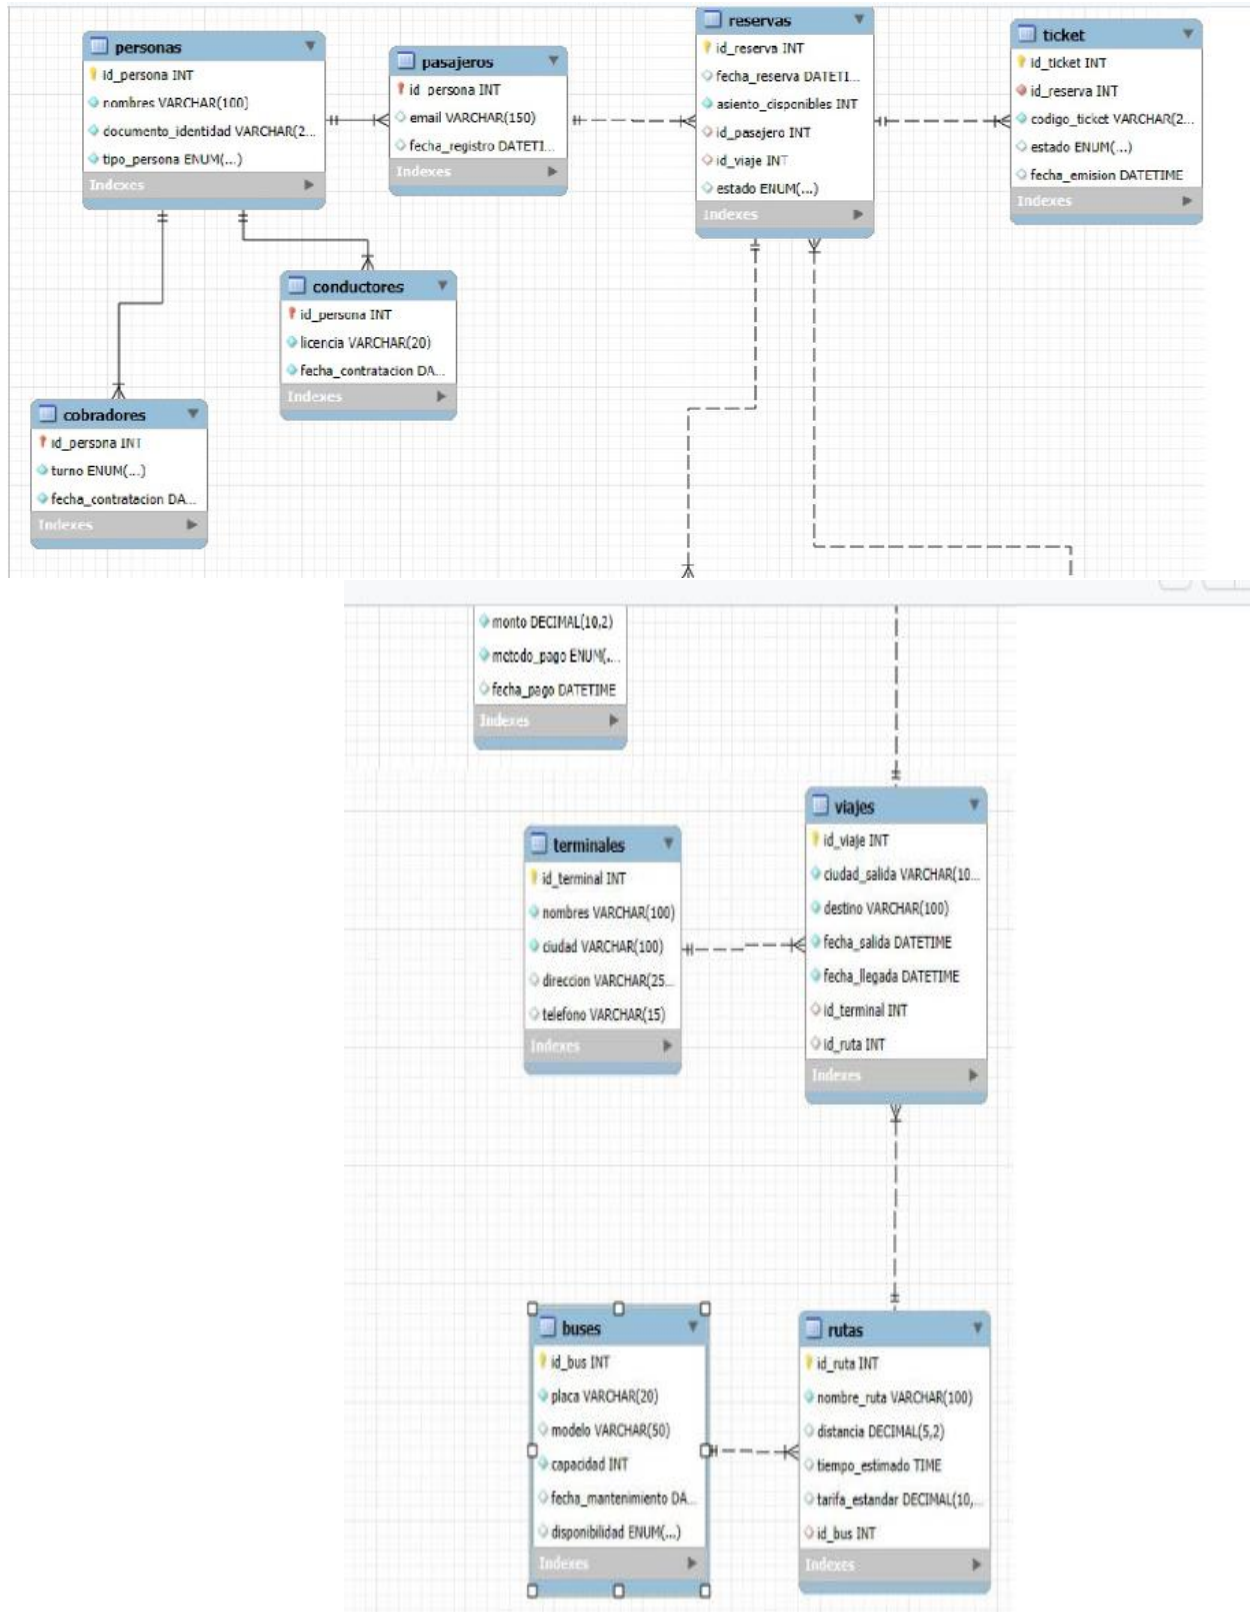 personas
id_persona INT
nombres VARCHAR(100)
documento_identidad VARCHAR(2...
tipo_persona ENUM(...)
Indexes
pasajeros
id_persona INT
email VARCHAR(150)
fecha_registro DATETI...
Indexes
reservas
id_reserva INT
fecha_reserva DATETI...
asiento_disponibles INT
id_pasajero INT
id_viaje INT
estado ENUM(...)
Indexes
ticket
id_ticket INT
id_reserva INT
codigo_ticket VARCHAR(2...
estado ENUM(...)
fecha_emision DATETIME
Indexes
conductores
id_persona INT
licencia VARCHAR(20)
fecha_contratacion DA...
Indexes
cobradores
id_persona INT
turno ENUM(...)
fecha_contratacion DA...
Indexes
monto DECIMAL(10,2)
metodo_pago ENUM(...
fecha_pago DATETIME
Indexes
terminales
id_terminal INT
nombres VARCHAR(100)
ciudad VARCHAR(100)
direccion VARCHAR(25...
telefono VARCHAR(15)
Indexes
viajes
id_viaje INT
ciudad_salida VARCHAR(10...
destino VARCHAR(100)
fecha_salida DATETIME
fecha_llegada DATETIME
id_terminal INT
id_ruta INT
Indexes
buses
id_bus INT
placa VARCHAR(20)
modelo VARCHAR(50)
capacidad INT
fecha_mantenimiento DA...
disponibilidad ENUM(...)
Indexes
rutas
id_ruta INT
nombre_ruta VARCHAR(100)
distancia DECIMAL(5,2)
tiempo_estimado TIME
tarifa_estandar DECIMAL(10,...
id_bus INT
Indexes